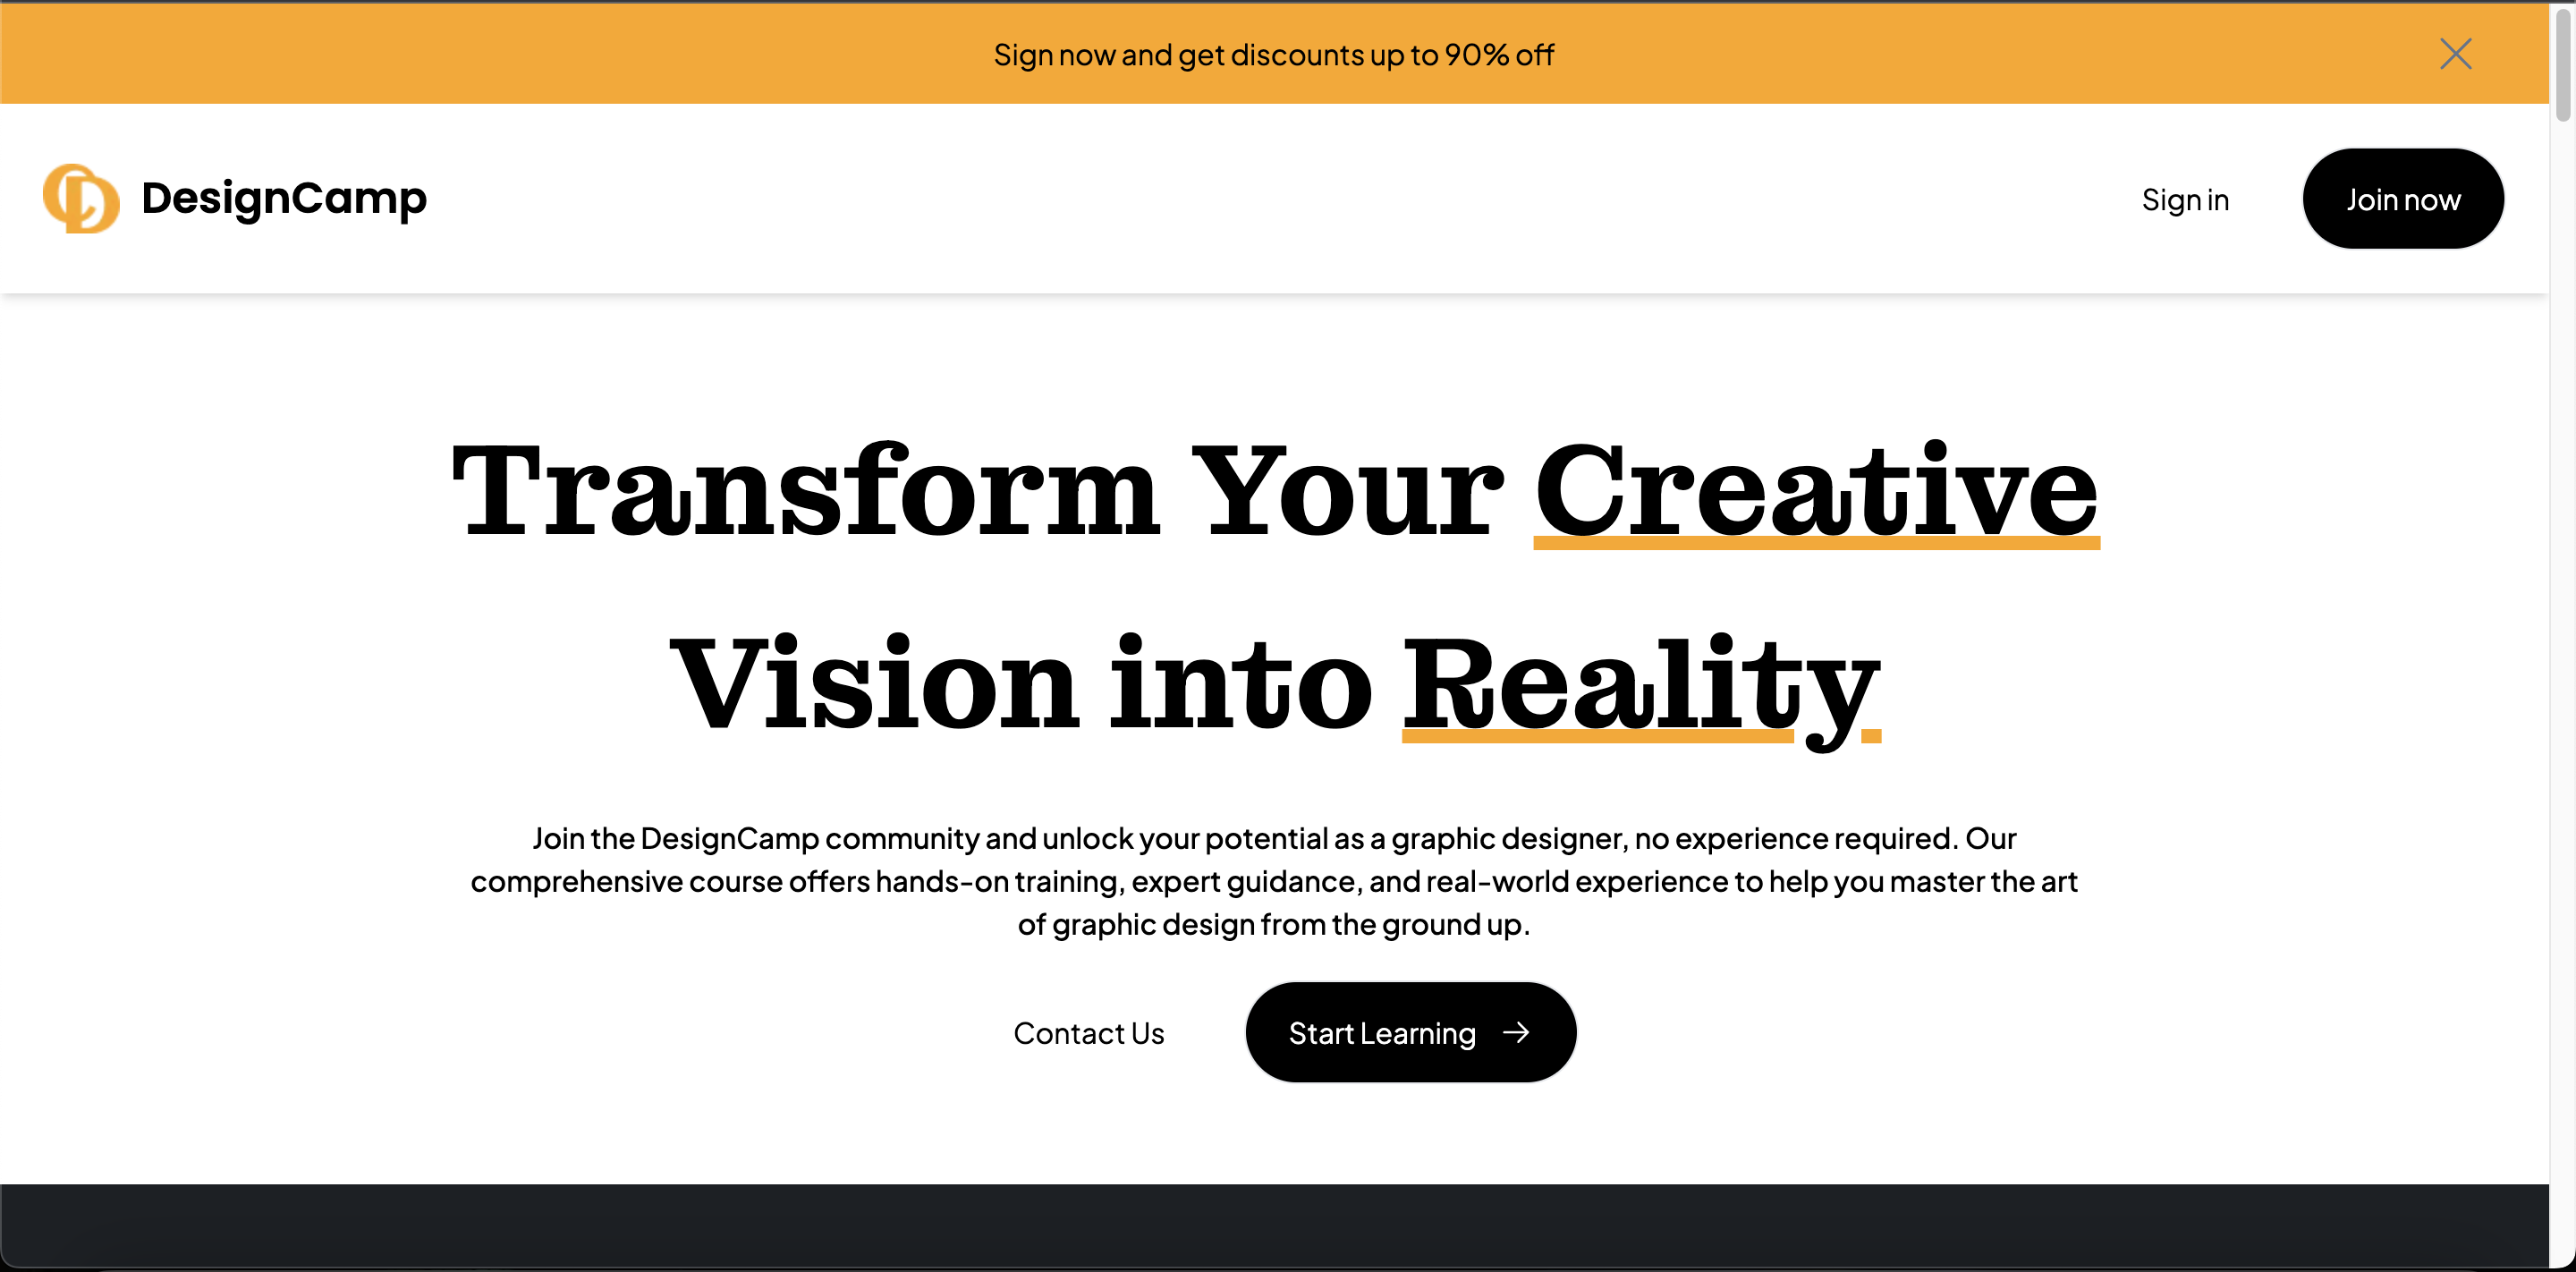 Sign now and get discounts up to 90% off
DesignCamp
Sign in
Join now
Transform Your Creative
Vision into Reality
Join the DesignCamp community and unlock your potential as a graphic designer, no experience required. Our
comprehensive course offers hands-on training, expert guidance, and real-world experience to help you master the art
of graphic design from the ground up.
Contact Us
Start Learning →